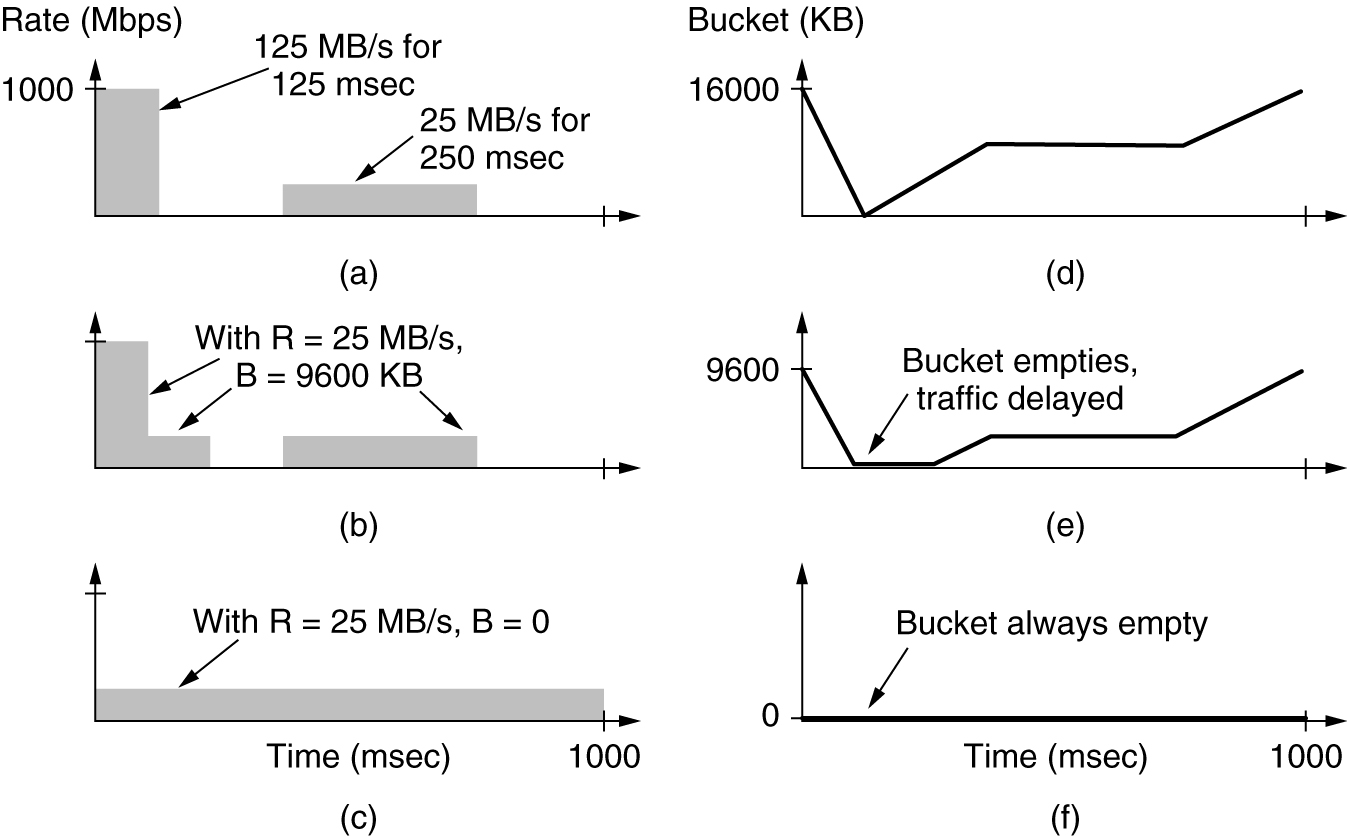 Rate (Mbps)
125 MB/s for
125 msec
1000
25 MB/s for
250 msec
(a)
Bucket (KB)
16000
(d)
With R = 25 MB/s,
B = 9600 KB
(b)
9600
Bucket empties,
traffic delayed
(e)
With R = 25 MB/s, B = 0
Time (msec)
1000
(c)
Bucket always empty
0
Time (msec)
1000
(f)